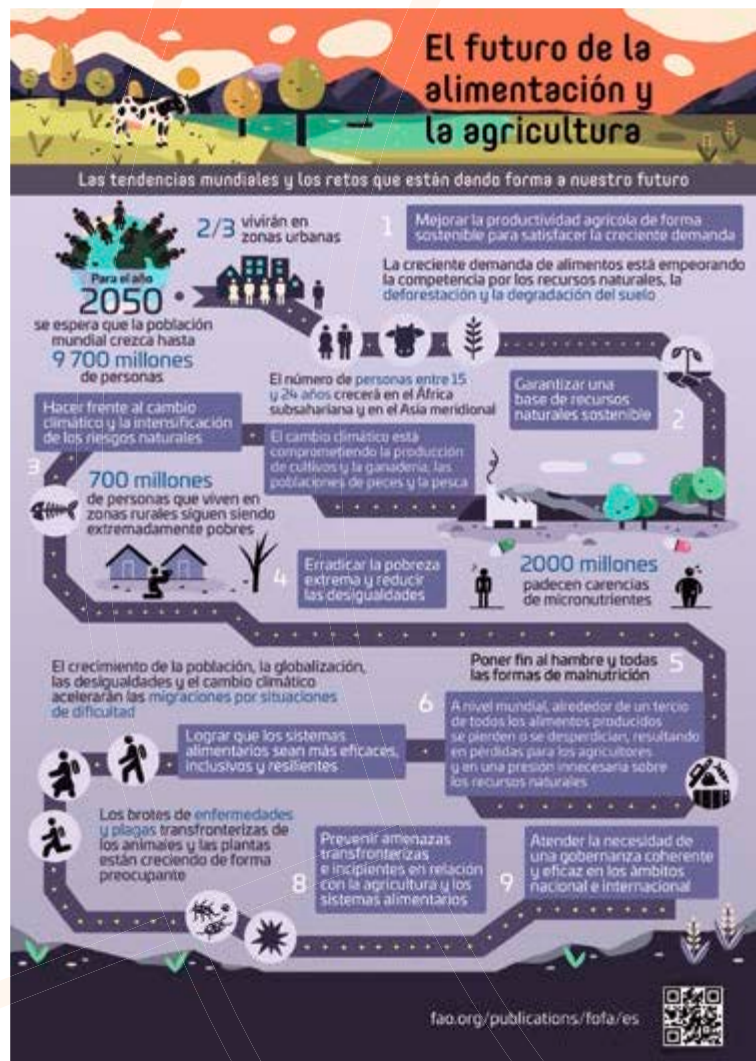 El futuro de la
alimentación y
la agricultura
Las tendencias mundiales y los retos que están dando forma a nuestro futuro
Para el año
2050
se espera que la población
mundial crezca hasta
9 700 millones
de personas
2/3 vivirán en
zonas urbanas
1
Mejorar la productividad agrícola de forma
sostenible para satisfacer la creciente demanda
La creciente demanda de alimentos está empeorando
la competencia por los recursos naturales, la
deforestación y la degradación del suelo
El número de personas entre 15
y 24 años crecerá en el África
subsahariana y en el Asia meridional
Garantizar una
base de recursos
naturales sostenible
2
Hacer frente al cambio
climático y la intensificación
de los riesgos naturales
3
El cambio climático está
comprometiendo la producción
de cultivos y la ganadería, las
poblaciones de peces y la pesca
700 millones
de personas que viven en
zonas rurales siguen siendo
extremadamente pobres
4
Erradicar la pobreza
extrema y reducir
las desigualdades
2000 millones
padecen carencias
de micronutrientes
Poner fin al hambre y todas
las formas de malnutrición
5
El crecimiento de la población, la globalización,
las desigualdades y el cambio climático
acelerarán las migraciones por situaciones
de dificultad
6
A nivel mundial, alrededor de un tercio
de todos los alimentos producidos
se pierden o se desperdician, resultando
en pérdidas para los agricultores
y en una presión innecesaria sobre
los recursos naturales
Lograr que los sistemas
alimentarios sean más eficaces,
inclusivos y resilientes
Los brotes de enfermedades
y plagas transfronterizas de
los animales y las plantas
están creciendo de forma
preocupante
8
Prevenir amenazas
transfronterizas
e incipientes en relación
con la agricultura y los
sistemas alimentarios
9
Atender la necesidad de
una gobernanza coherente
y eficaz en los ámbitos
nacional e internacional
fao.org/publications/fofa/es